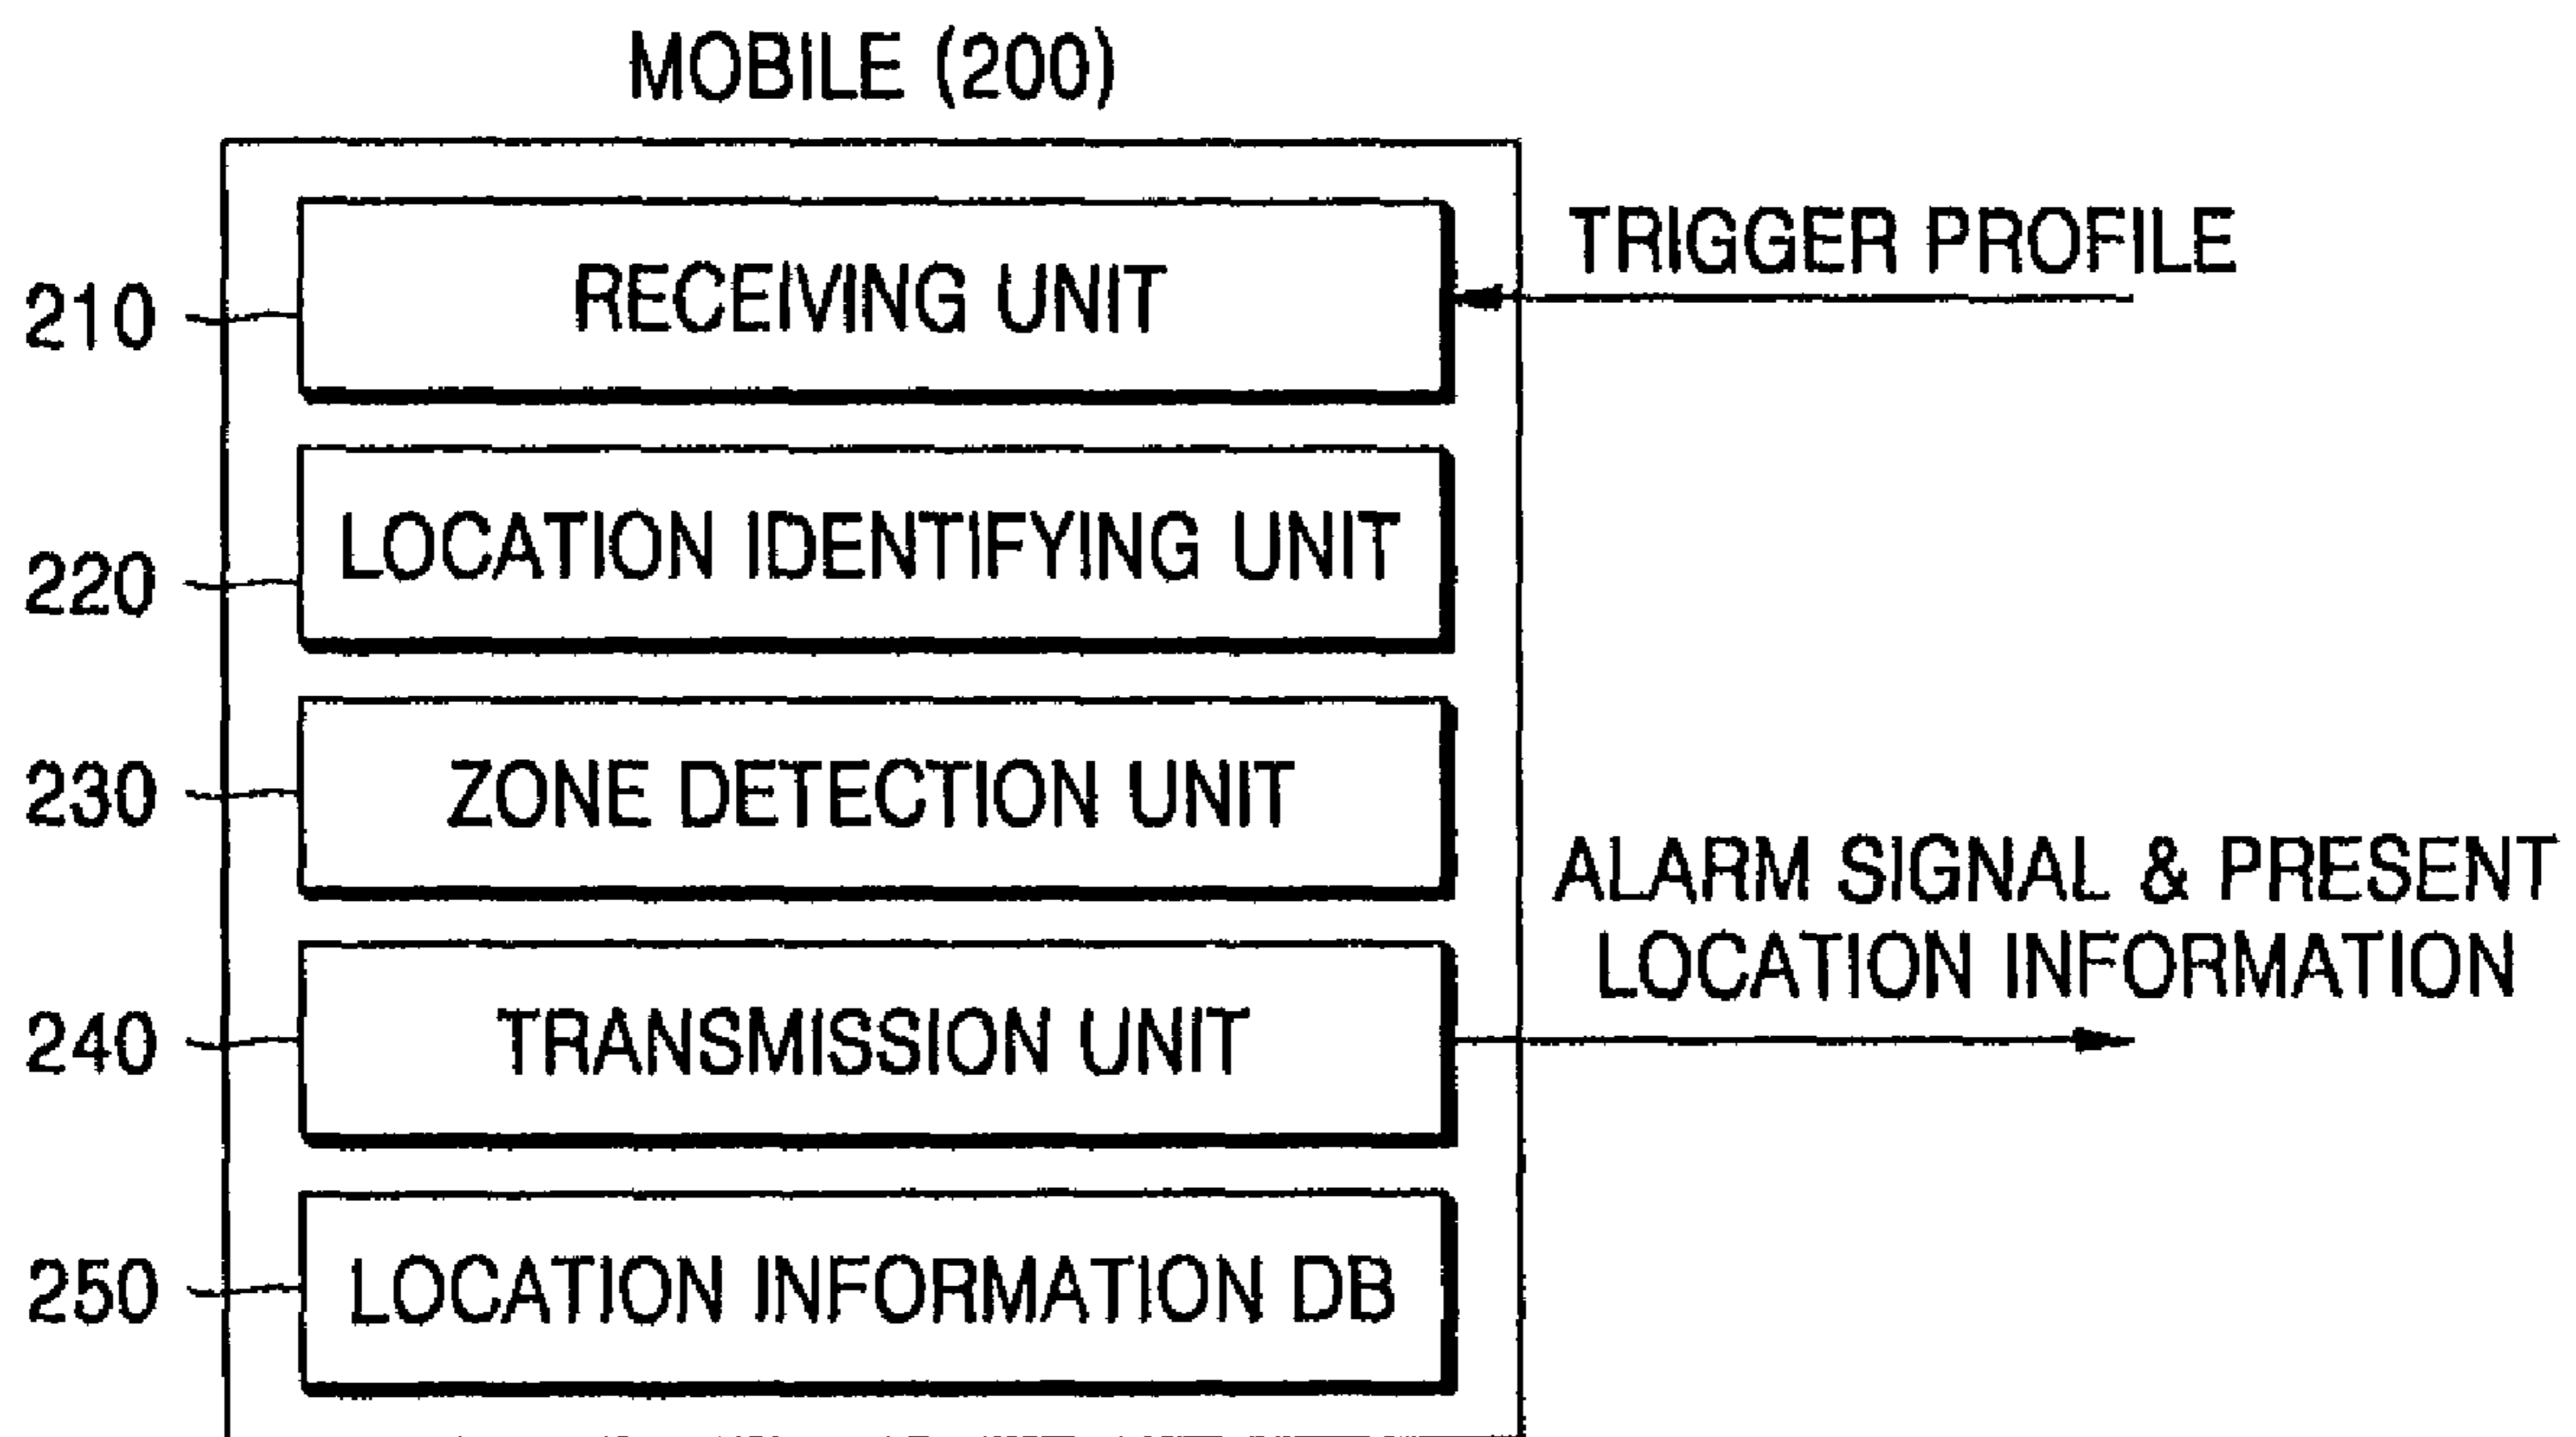 MOBILE (200)
210
RECEIVING UNIT
TRIGGER PROFILE
220
LOCATION IDENTIFYING UNIT
230
ZONE DETECTION UNIT
ALARM SIGNAL & PRESENT
LOCATION INFORMATION
240
TRANSMISSION UNIT
250
LOCATION INFORMATION DB